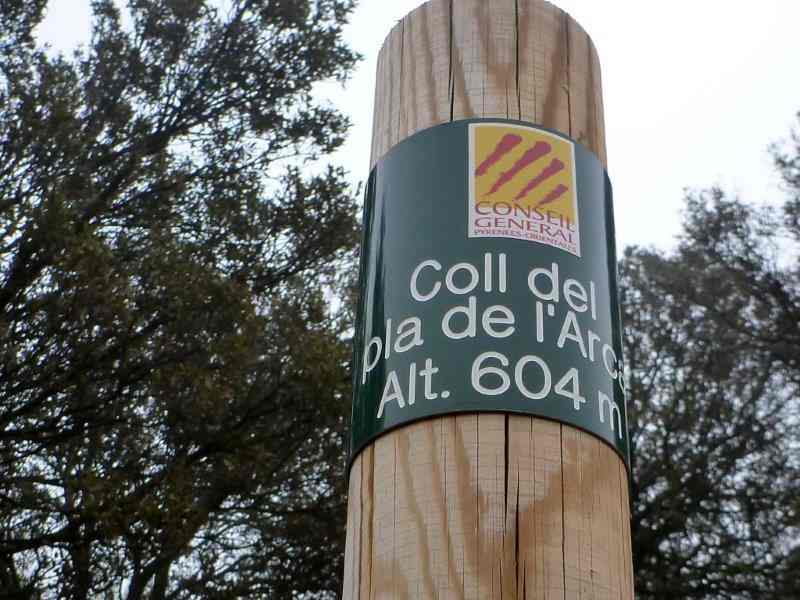 CONSEIL
GENERAL
PYRENEES-ORIENTALES
Coll del
pla de l'Arca
Alt. 604 m